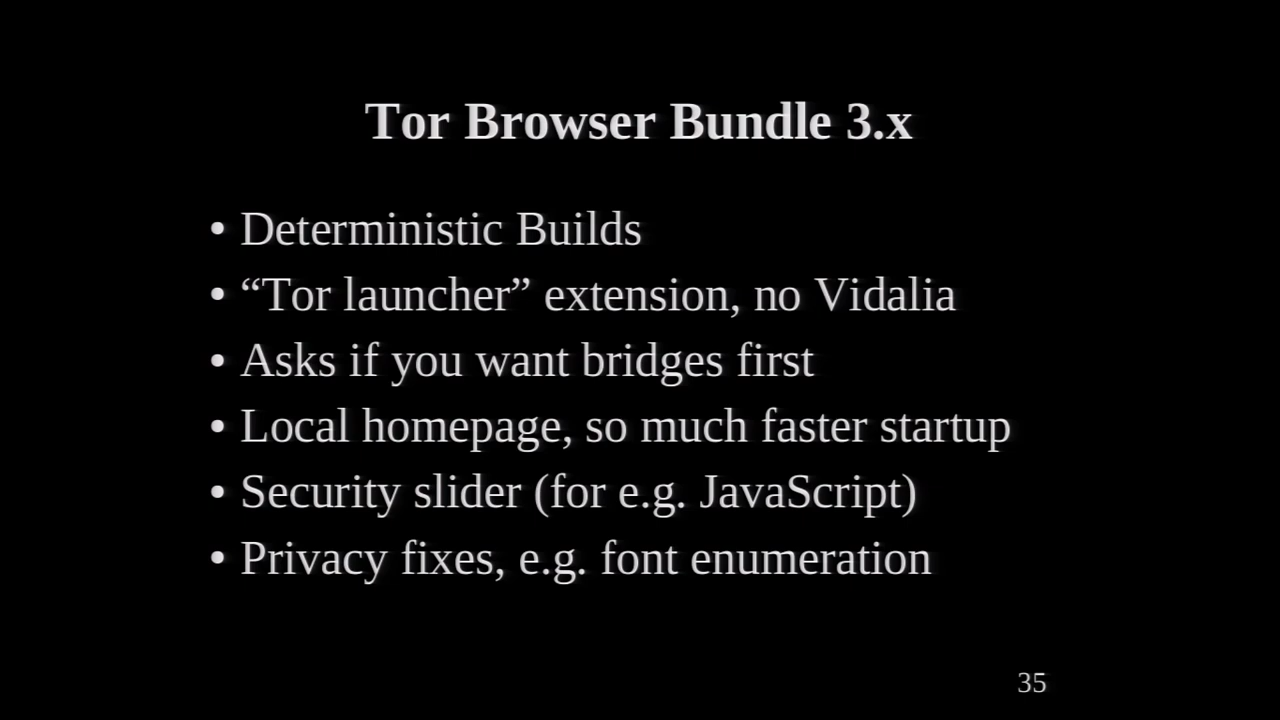 Tor Browser Bundle 3.x
• Deterministic Builds
• “Tor launcher” extension, no Vidalia
• Asks if you want bridges first
• Local homepage, so much faster startup
• Security slider (for e.g. JavaScript)
• Privacy fixes, e.g. font enumeration
35